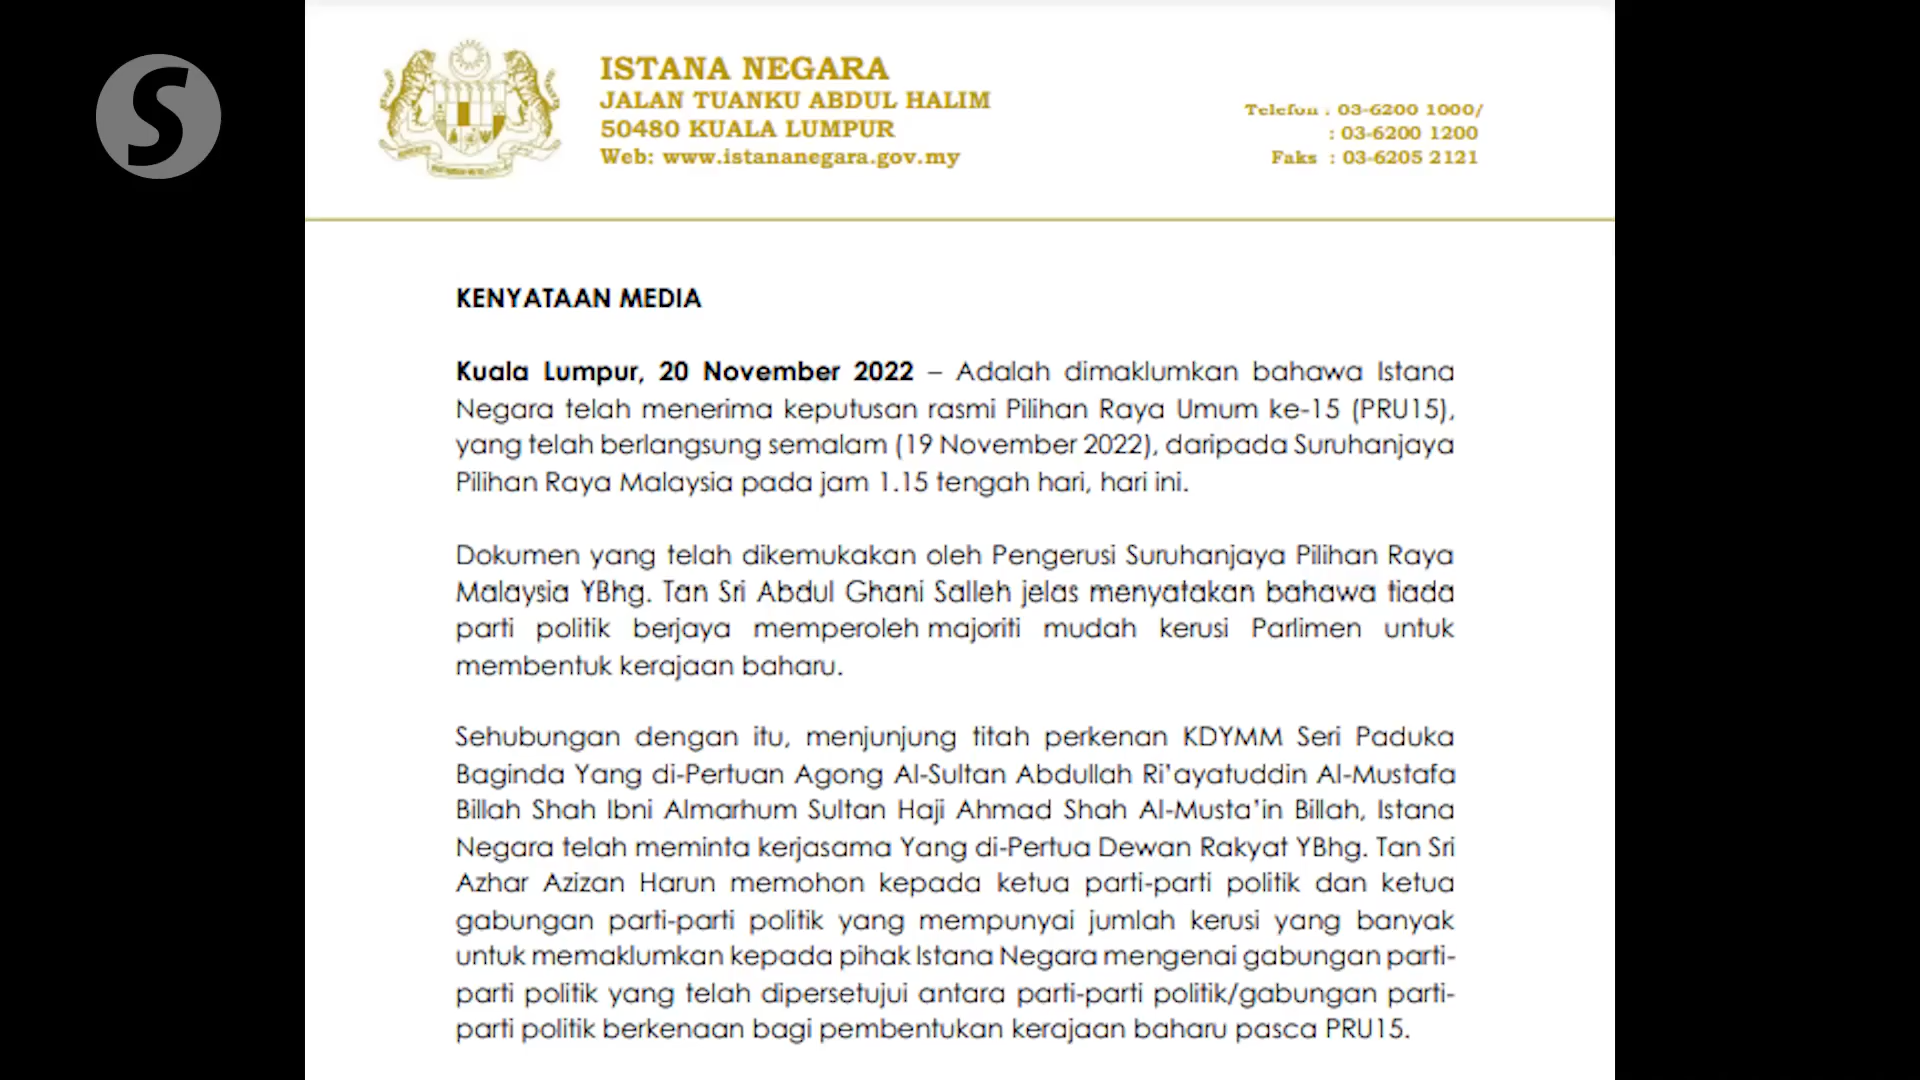 S
ISTANA NEGARA
JALAN TUANKU ABDUL HALIM
50480 KUALA LUMPUR
Web: www.istananegara.gov.my
Telefon : 03-6200 1000/
: 03-6200 1200
Faks : 03-6205 2121
KENYATAAN MEDIA
Kuala Lumpur, 20 November 2022 – Adalah dimaklumkan bahawa Istana
Negara telah menerima keputusan rasmi Pilihan Raya Umum ke-15 (PRU15),
yang telah berlangsung semalam (19 November 2022), daripada Suruhanjaya
Pilihan Raya Malaysia pada jam 1.15 tengah hari, hari ini.
Dokumen yang telah dikemukakan oleh Pengerusi Suruhanjaya Pilihan Raya
Malaysia YBhg. Tan Sri Abdul Ghani Salleh jelas menyatakan bahawa tiada
parti politik berjaya memperoleh majoriti mudah kerusi Parlimen untuk
membentuk kerajaan baharu.
Sehubungan dengan itu, menjunjung titah perkenan KDYMM Seri Paduka
Baginda Yang di-Pertuan Agong Al-Sultan Abdullah Ri'ayatuddin Al-Mustafa
Billah Shah Ibni Almarhum Sultan Haji Ahmad Shah Al-Musta'in Billah, Istana
Negara telah meminta kerjasama Yang di-Pertua Dewan Rakyat YBhg. Tan Sri
Azhar Azizan Harun memohon kepada ketua parti-parti politik dan ketua
gabungan parti-parti politik yang mempunyai jumlah kerusi yang banyak
untuk memaklumkan kepada pihak Istana Negara mengenai gabungan parti-
parti politik yang telah dipersetujui antara parti-parti politik/gabungan parti-
parti politik berkenaan bagi pembentukan kerajaan baharu pasca PRU15.